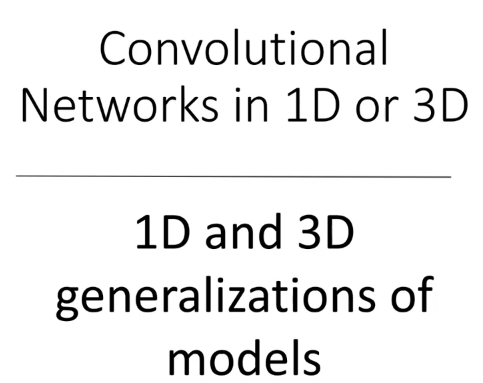 Convolutional
Networks in 1D or 3D
1D and 3D
generalizations of
models